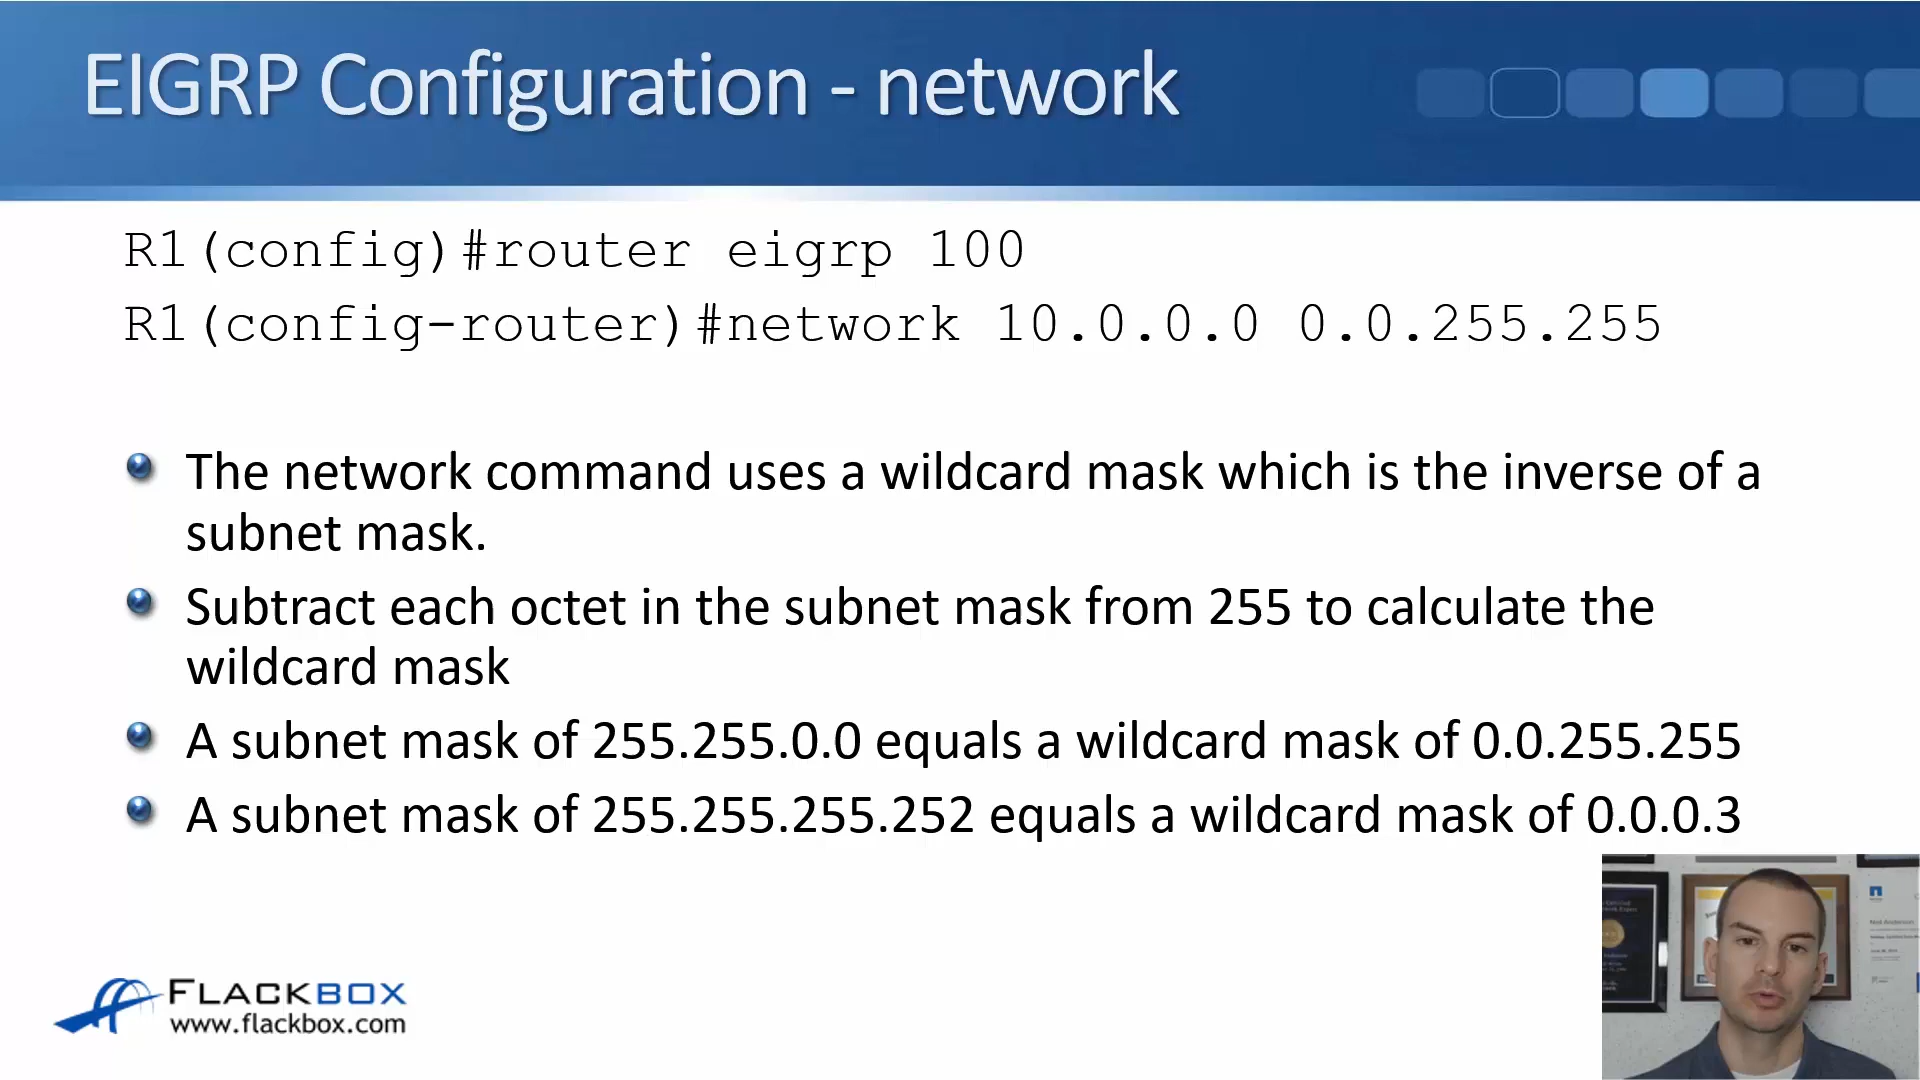 EIGRP Configuration - network
R1(config)#router eigrp 100
R1(config-router)#network 10.0.0.0 0.0.255.255
The network command uses a wildcard mask which is the inverse of a
subnet mask.
Subtract each octet in the subnet mask from 255 to calculate the
wildcard mask
A subnet mask of 255.255.0.0 equals a wildcard mask of 0.0.255.255
A subnet mask of 255.255.255.252 equals a wildcard mask of 0.0.0.3
FLACKBOX
www.flackbox.com